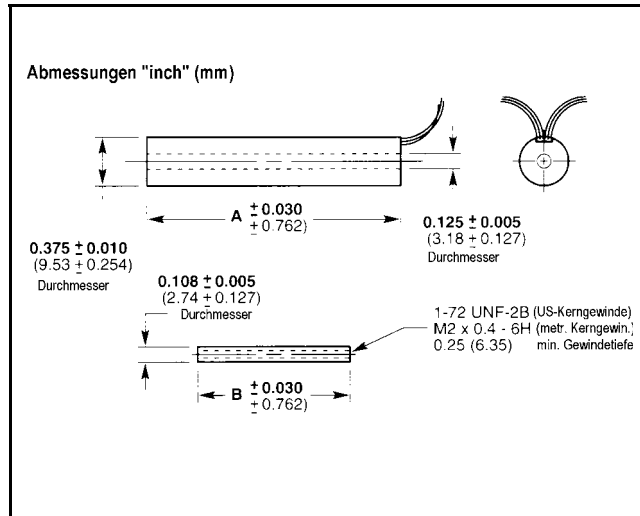 Abmessungen "inch" (mm)
A ± 0.030
± 0.762)
0.375 ± 0.010
(9.53 ± 0.254)
Durchmesser
0.125 ± 0.005
(3.18 ± 0.127)
Durchmesser
0.108 ± 0.005
(2.74 ± 0.127)
Durchmesser
1-72 UNF-2B (US-Kerngewinde)
M2 x 0.4 - 6H (metr. Kerngewin.)
0.25 (6.35) min. Gewindetiefe
B ± 0.030
± 0.762)